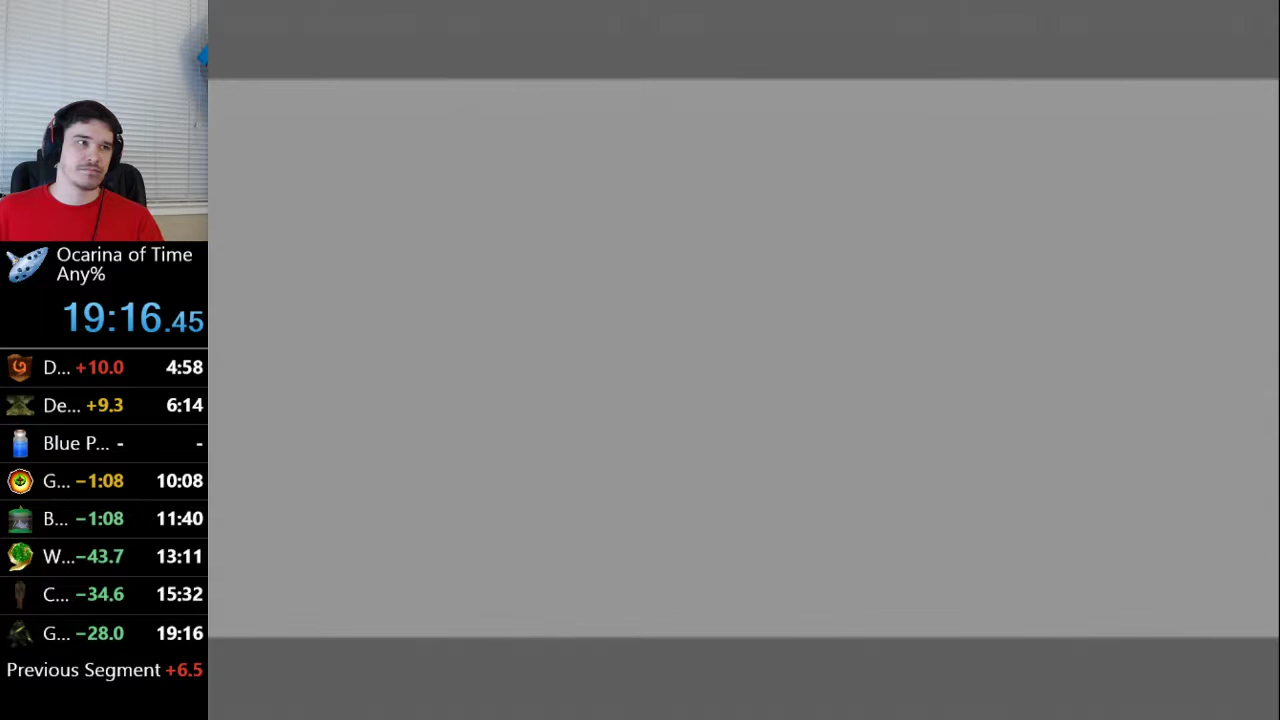 Ocarina of Time
Any%
19:16.45
D... +10.0 4:58
De... +9.3 6:14
Blue P... - -
G... −1:08 10:08
B... −1:08 11:40
W... −43.7 13:11
C... −34.6 15:32
G... −28.0 19:16
Previous Segment +6.5